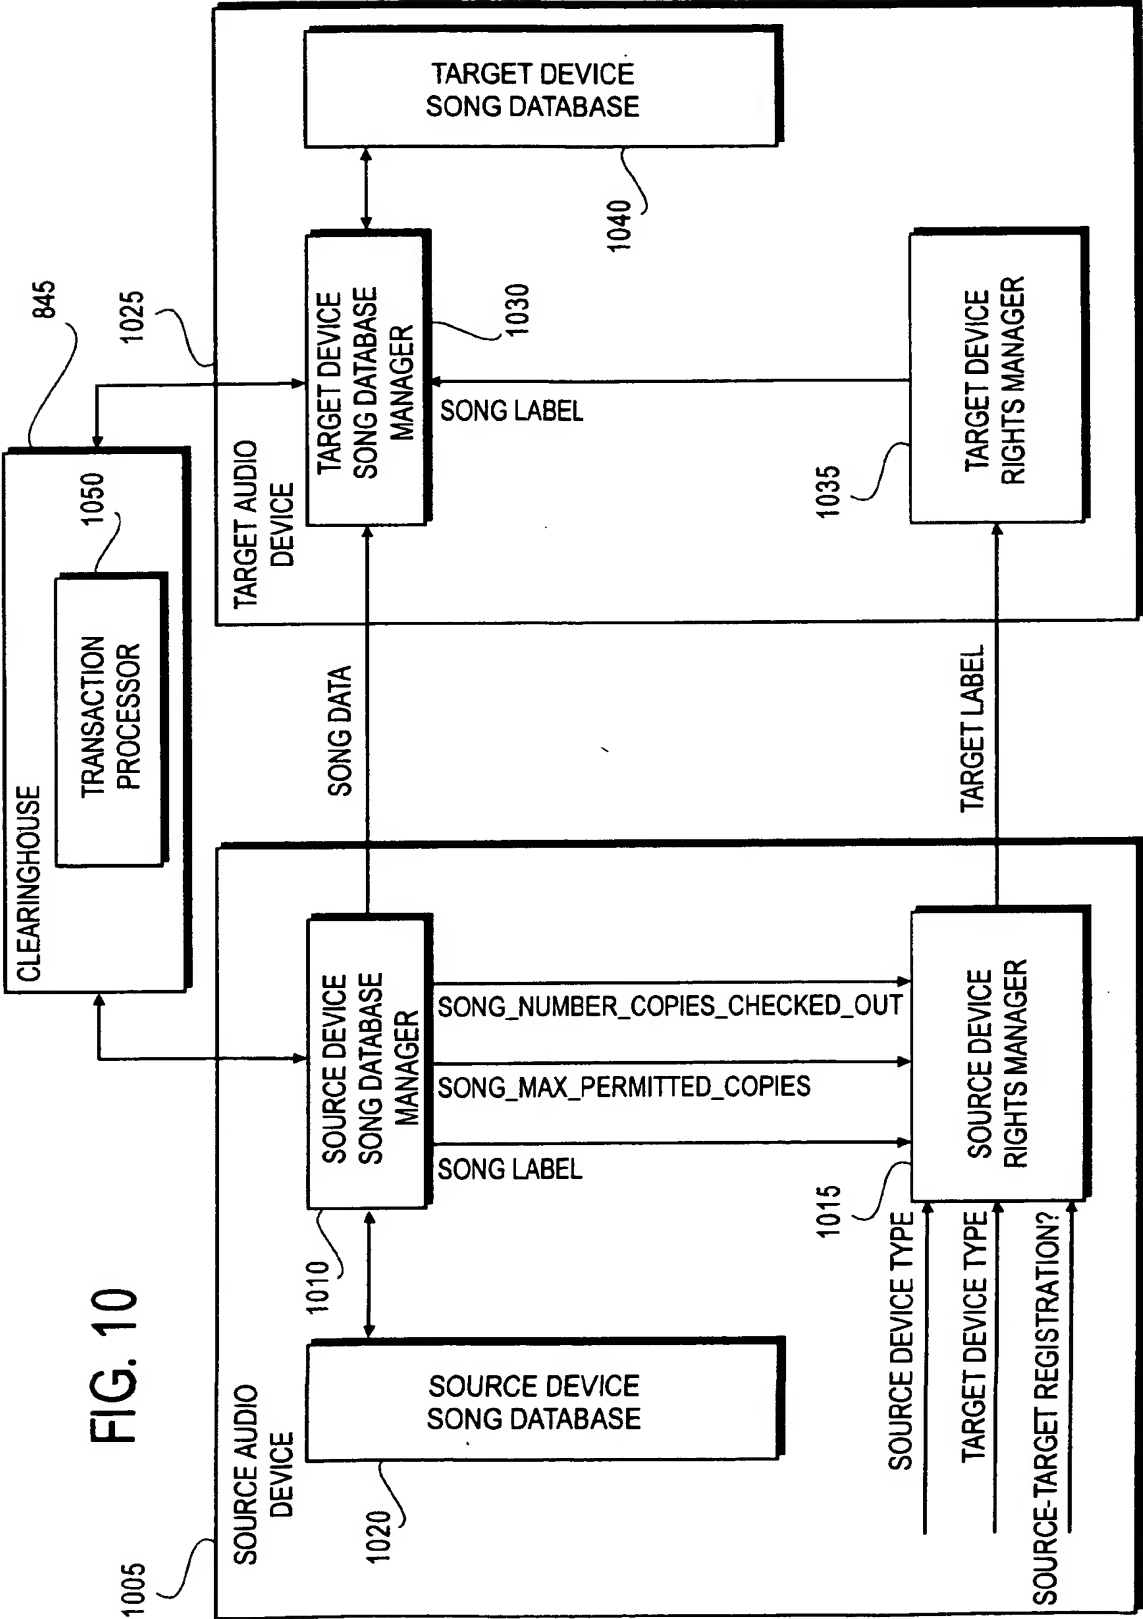 FIG. 10
CLEARINGHOUSE
845
TRANSACTION
PROCESSOR
1050
1005
SOURCE AUDIO
DEVICE
SOURCE DEVICE
SONG DATABASE
1020
SOURCE DEVICE
SONG DATABASE
MANAGER
1010
SONG LABEL
SONG_MAX_PERMITTED_COPIES
SONG_NUMBER_COPIES_CHECKED_OUT
SOURCE DEVICE TYPE
TARGET DEVICE TYPE
SOURCE-TARGET REGISTRATION?
1015
SOURCE DEVICE
RIGHTS MANAGER
SONG DATA
TARGET LABEL
1025
TARGET AUDIO
DEVICE
TARGET DEVICE
SONG DATABASE
MANAGER
1030
SONG LABEL
TARGET DEVICE
SONG DATABASE
1040
1035
TARGET DEVICE
RIGHTS MANAGER